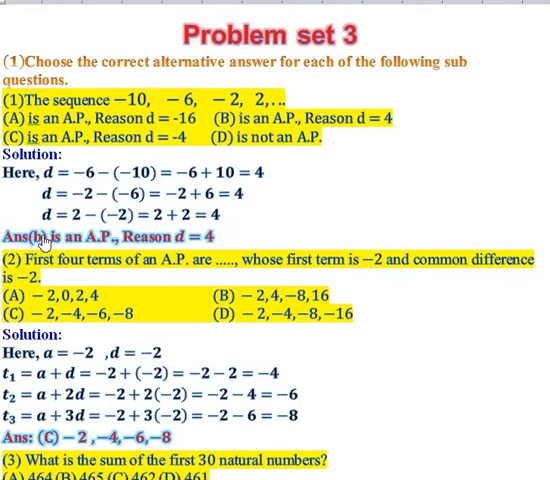 Problem set 3
(1)Choose the correct alternative answer for each of the following sub
questions.
(1)The sequence −10, − 6, − 2, 2,…
(A) is an A.P., Reason d = -16 (B) is an A.P., Reason d = 4
(C) is an A.P., Reason d = -4 (D) is not an A.P.
Solution:
Here, d = −6 − (−10) = −6 + 10 = 4
d = −2 − (−6) = −2 + 6 = 4
d = 2 − (−2) = 2 + 2 = 4
Ans(b) is an A.P., Reason d = 4
(2) First four terms of an A.P. are ....., whose first term is −2 and common difference
is −2.
(A) − 2,0,2,4 (B) − 2,4,−8,16
(C) − 2,−4,−6,−8 (D) − 2,−4,−8,−16
Solution:
Here, a = −2 ,d = −2
t₁ = a + d = −2 + (−2) = −2 − 2 = −4
t₂ = a + 2d = −2 + 2(−2) = −2 − 4 = −6
t₃ = a + 3d = −2 + 3(−2) = −2 − 6 = −8
Ans: (C) − 2 ,−4,−6,−8
(3) What is the sum of the first 30 natural numbers?
(A) 464 (B) 465 (C) 462 (D) 461